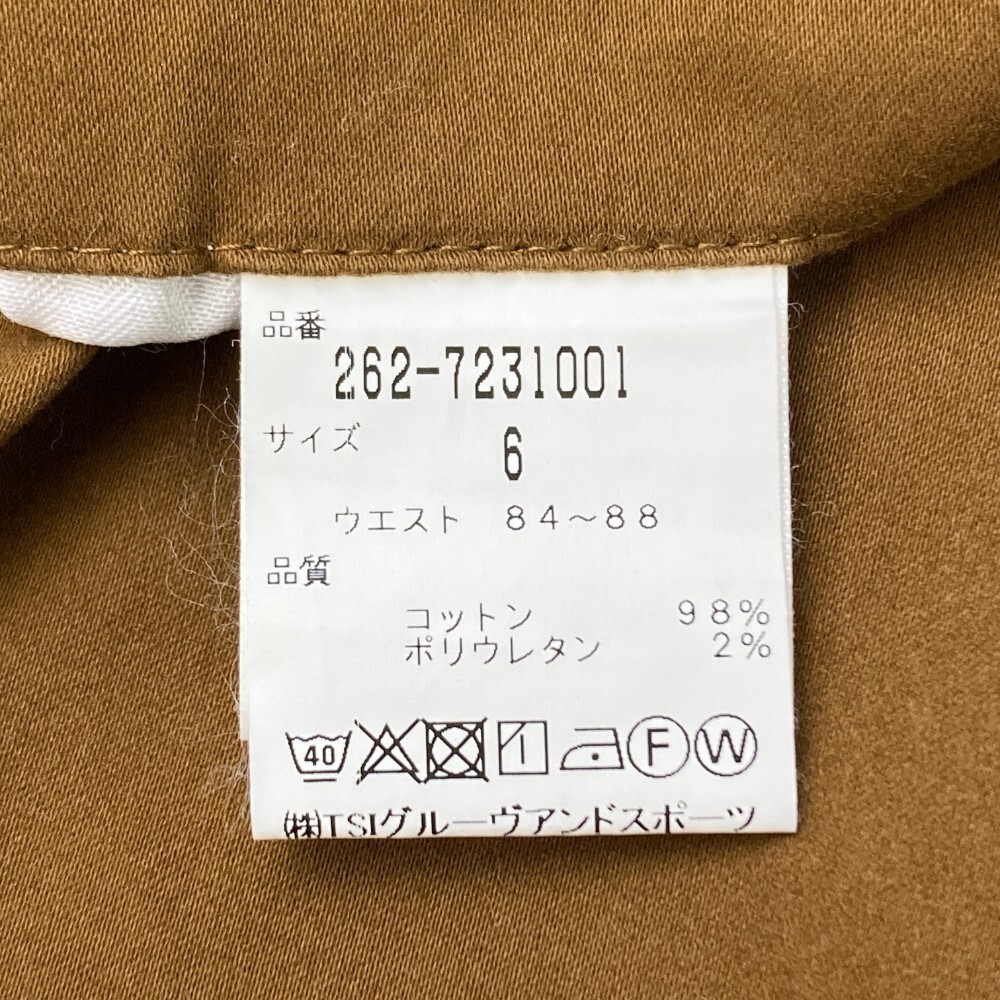 品番
262-7231001
サイズ 6
ウエスト 84~88
品質
コットン 98%
ポリウレタン 2%
40 F W
㈱TSIグルーヴアンドスポーツ